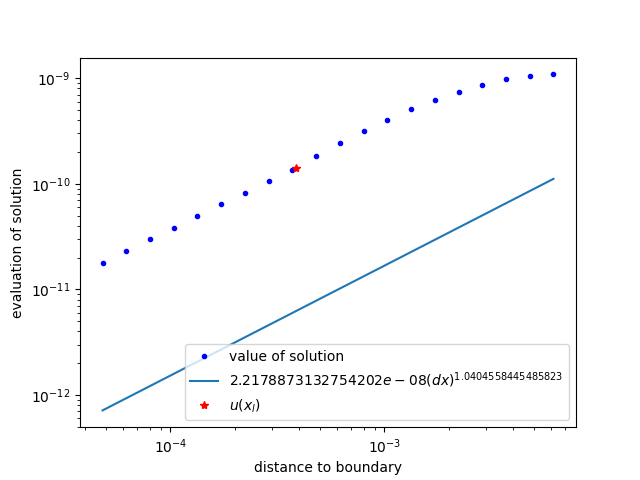 10⁻⁹
10⁻¹⁰
10⁻¹¹
10⁻¹²
evaluation of solution
value of solution
2.2178873132754202e − 08(dx)^1.0404558445485823
u(x_l)
10⁻⁴
10⁻³
distance to boundary